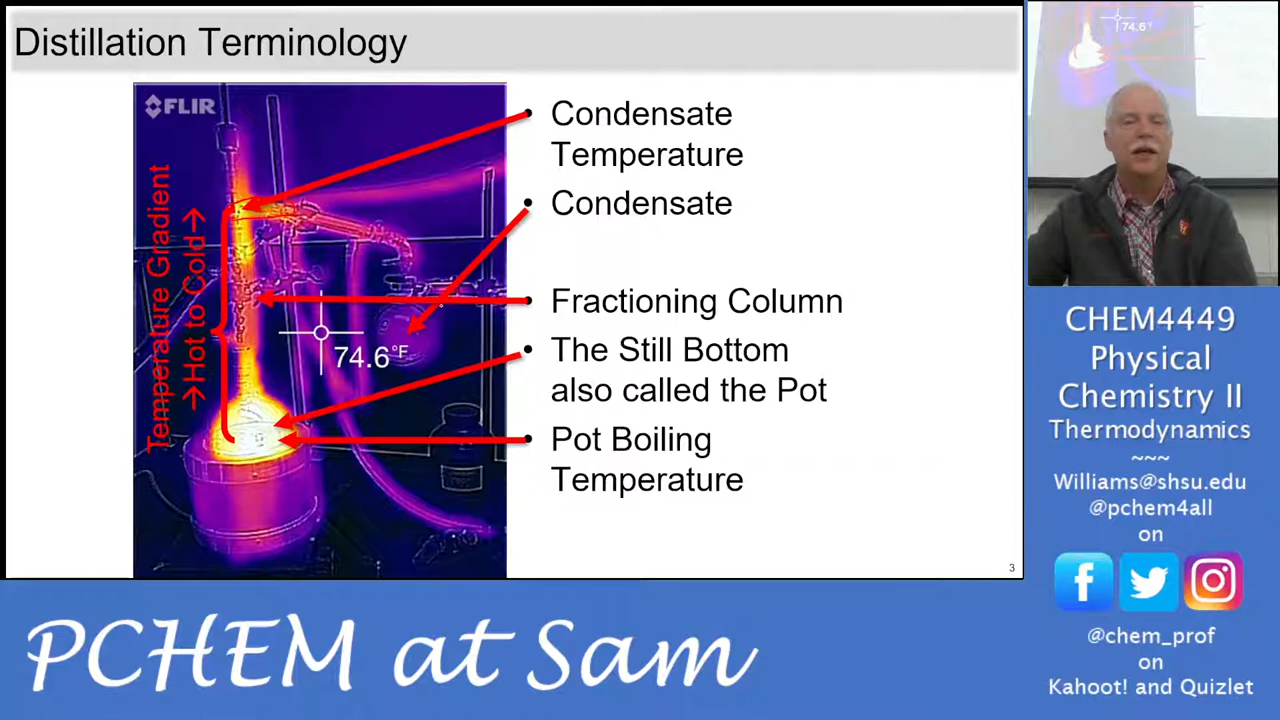 Distillation Terminology
FLIR
Temperature Gradient
→Hot to Cold→
74.6°F
• Condensate
Temperature
• Condensate
• Fractioning Column
• The Still Bottom
also called the Pot
• Pot Boiling
Temperature
3
74.6°F
CHEM4449
Physical
Chemistry II
Thermodynamics
~~~
Williams@shsu.edu
@pchem4all
on
@chem_prof
on
Kahoot! and Quizlet
PCHEM at Sam